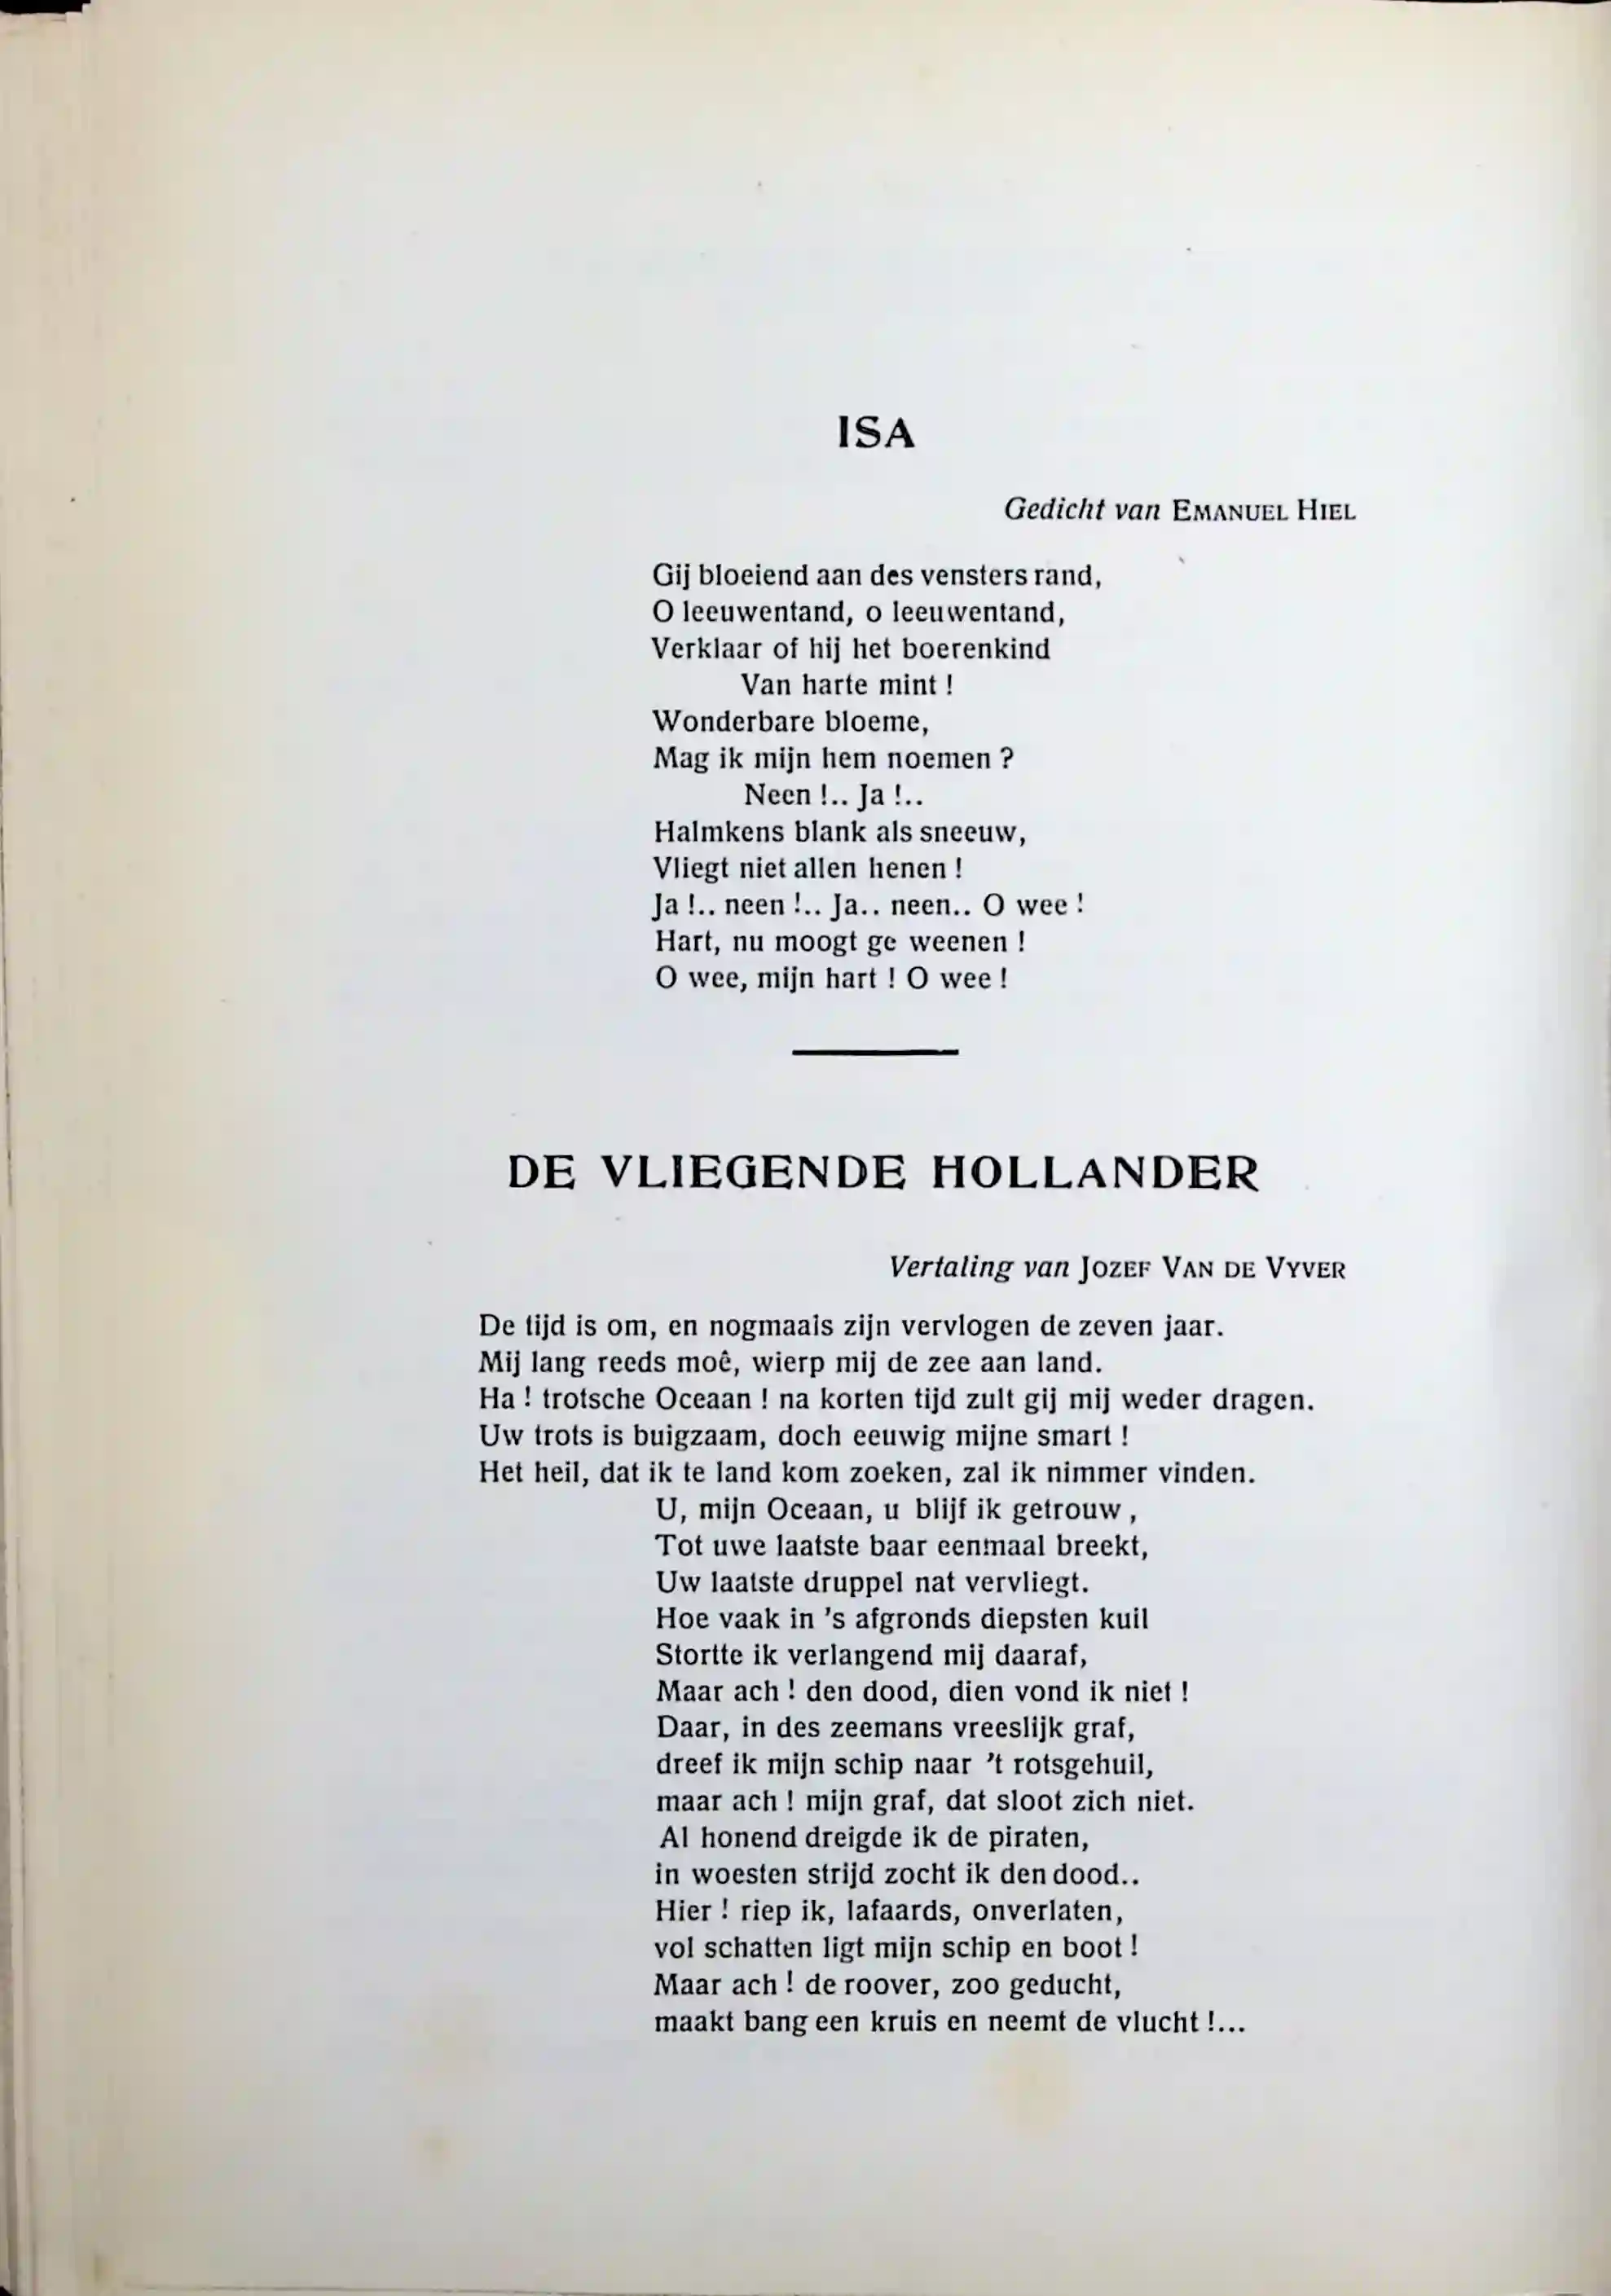 ISA
Gedicht van EMANUEL HIEL
Gij bloeiend aan des vensters rand,
O leeuwentand, o leeuwentand,
Verklaar of hij het boerenkind
Van harte mint !
Wonderbare bloeme,
Mag ik mijn hem noemen ?
Neen !.. Ja !..
Halmkens blank als sneeuw,
Vliegt niet allen henen !
Ja !.. neen !.. Ja.. neen.. O wee !
Hart, nu moogt ge weenen !
O wee, mijn hart ! O wee !
DE VLIEGENDE HOLLANDER
Vertaling van JOZEF VAN DE VYVER
De tijd is om, en nogmaals zijn vervlogen de zeven jaar.
Mij lang reeds moê, wierp mij de zee aan land.
Ha ! trotsche Oceaan ! na korten tijd zult gij mij weder dragen.
Uw trots is buigzaam, doch eeuwig mijne smart !
Het heil, dat ik te land kom zoeken, zal ik nimmer vinden.
U, mijn Oceaan, u blijf ik getrouw ,
Tot uwe laatste baar eenmaal breekt,
Uw laatste druppel nat vervliegt.
Hoe vaak in 's afgronds diepsten kuil
Stortte ik verlangend mij daaraf,
Maar ach ! den dood, dien vond ik niet !
Daar, in des zeemans vreeslijk graf,
dreef ik mijn schip naar 't rotsgehuil,
maar ach ! mijn graf, dat sloot zich niet.
Al honend dreigde ik de piraten,
in woesten strijd zocht ik den dood..
Hier ! riep ik, lafaards, onverlaten,
vol schatten ligt mijn schip en boot !
Maar ach ! de roover, zoo geducht,
maakt bang een kruis en neemt de vlucht !...